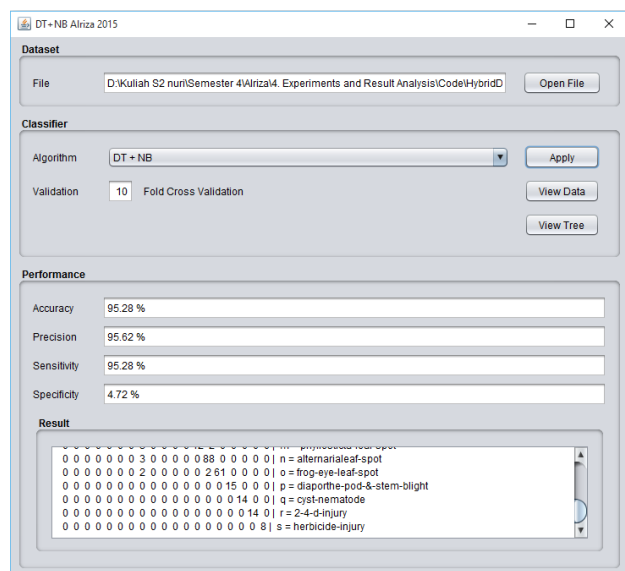 DT+NB Alriza 2015
Dataset
File D:\Kuliah S2 nuri\Semester 4\Alriza\4. Experiments and Result Analysis\Code\HybridD Open File
Classifier
Algorithm DT + NB Apply
Validation 10 Fold Cross Validation View Data
View Tree
Performance
Accuracy 95.28 %
Precision 95.62 %
Sensitivity 95.28 %
Specificity 4.72 %
Result
0 0 0 0 0 0 0 3 0 0 0 0 0 88 0 0 0 0 0 | n = alternarialeaf-spot
0 0 0 0 0 0 0 2 0 0 0 0 0 2 61 0 0 0 0 | o = frog-eye-leaf-spot
0 0 0 0 0 0 0 0 0 0 0 0 0 0 0 15 0 0 0 | p = diaporthe-pod-&-stem-blight
0 0 0 0 0 0 0 0 0 0 0 0 0 0 0 0 14 0 0 | q = cyst-nematode
0 0 0 0 0 0 0 0 0 0 0 0 0 0 0 0 0 14 0 | r = 2-4-d-injury
0 0 0 0 0 0 0 0 0 0 0 0 0 0 0 0 0 0 8 | s = herbicide-injury